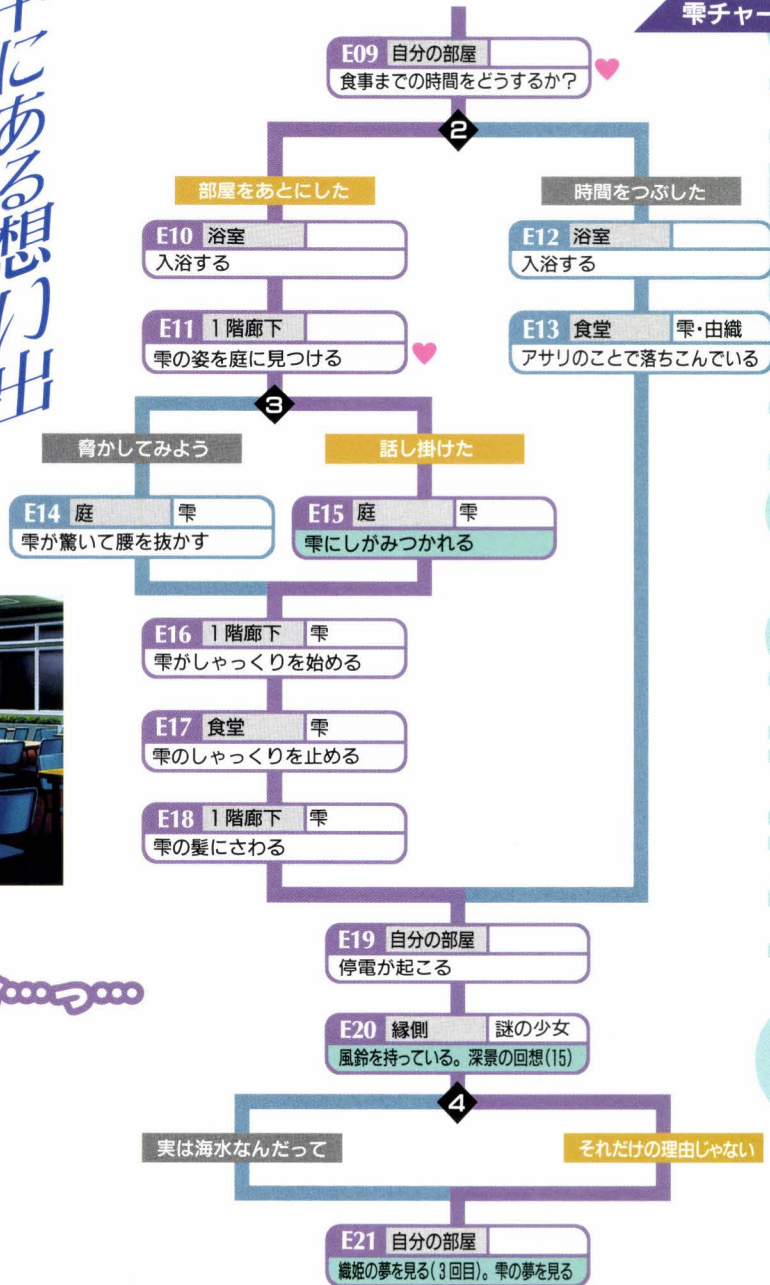 雫チャー
にある想い出
E09 自分の部屋
食事までの時間をどうするか?
2
部屋をあとにした
時間をつぶした
E10 浴室
入浴する
E12 浴室
入浴する
E11 1階廊下
雫の姿を庭に見つける
E13 食堂 雫・由織
アサリのことで落ちこんでいる
3
脅かしてみよう
話し掛けた
E14 庭 雫
雫が驚いて腰を抜かす
E15 庭 雫
雫にしがみつかれる
E16 1階廊下 雫
雫がしゃっくりを始める
E17 食堂 雫
雫のしゃっくりを止める
E18 1階廊下 雫
雫の髪にさわる
E19 自分の部屋
停電が起こる
E20 縁側 謎の少女
風鈴を持っている。深景の回想(15)
4
実は海水なんだって
それだけの理由じゃない
E21 自分の部屋
織姫の夢を見る(3回目)。雫の夢を見る